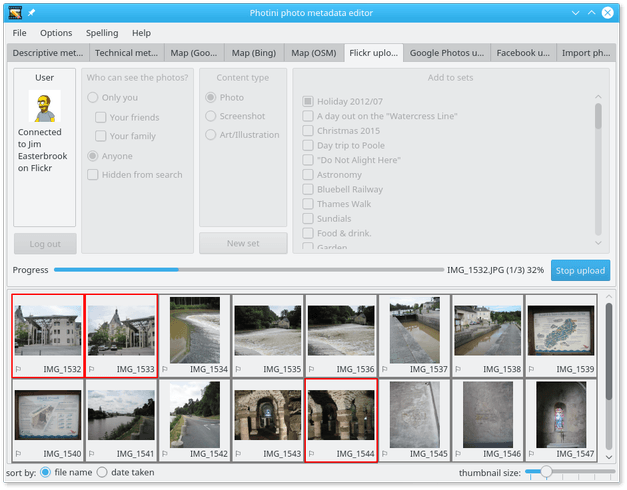 Photini photo metadata editor
File Options Spelling Help
Descriptive met... Technical met... Map (Goo... Map (Bing) Map (OSM) Flickr uplo... Google Photos u... Facebook u... Import ph...
User
Connected
to Jim
Easterbrook
on Flickr
Log out
Who can see the photos?
Only you
Your friends
Your family
Anyone
Hidden from search
Content type
Photo
Screenshot
Art/Illustration
New set
Add to sets
Holiday 2012/07
A day out on the "Watercress Line"
Christmas 2015
Day trip to Poole
"Do Not Alight Here"
Astronomy
Bluebell Railway
Thames Walk
Sundials
Food & drink.
Garden
Progress IMG_1532.JPG (1/3) 32% Stop upload
IMG_1532 IMG_1533 IMG_1534 IMG_1535 IMG_1536 IMG_1537 IMG_1538 IMG_1539
IMG_1540 IMG_1541 IMG_1542 IMG_1543 IMG_1544 IMG_1545 IMG_1546 IMG_1547
sort by: file name date taken thumbnail size: